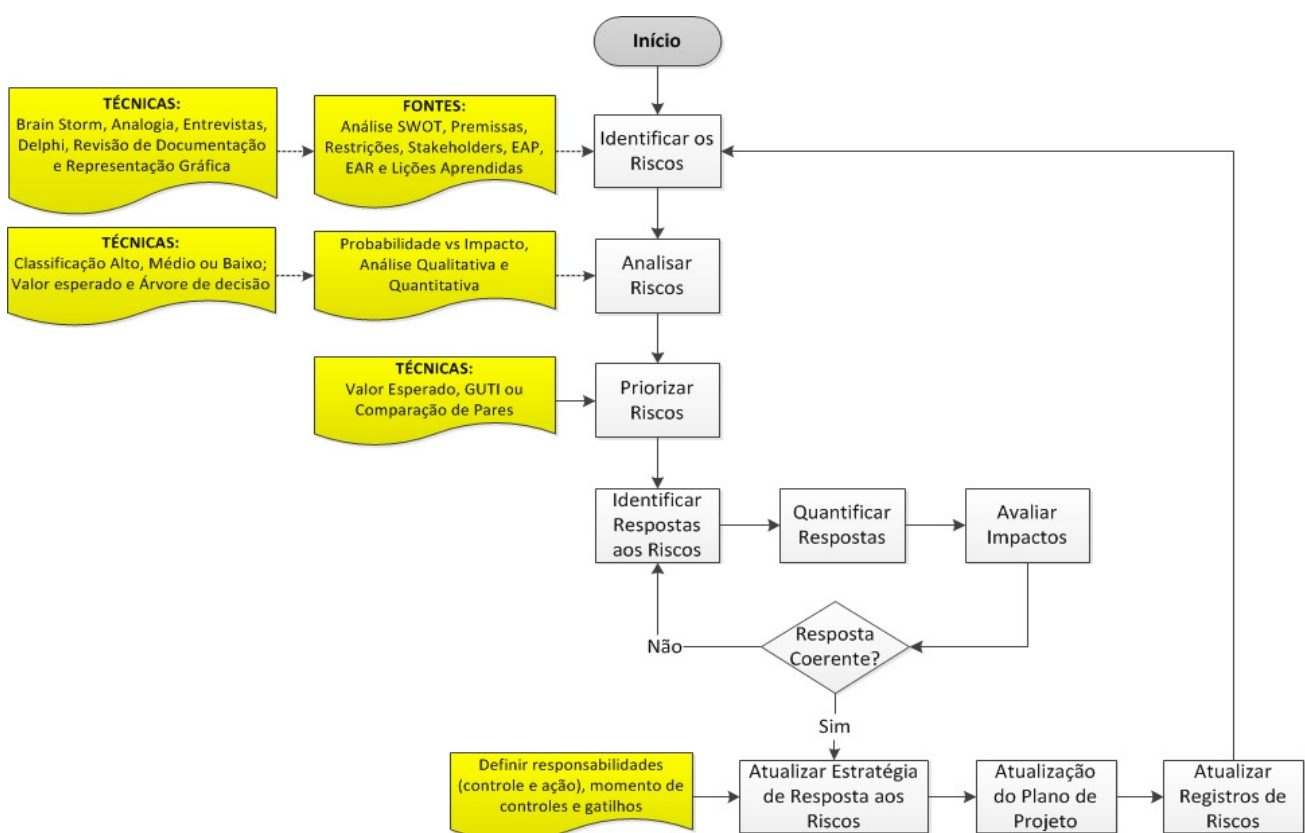 Início
TÉCNICAS:
Brain Storm, Analogia, Entrevistas,
Delphi, Revisão de Documentação
e Representação Gráfica
FONTES:
Análise SWOT, Premissas,
Restrições, Stakeholders, EAP,
EAR e Lições Aprendidas
Identificar os
Riscos
TÉCNICAS:
Classificação Alto, Médio ou Baixo;
Valor esperado e Árvore de decisão
Probabilidade vs Impacto,
Análise Qualitativa e
Quantitativa
Analisar
Riscos
TÉCNICAS:
Valor Esperado, GUTI ou
Comparação de Pares
Priorizar
Riscos
Identificar
Respostas
aos Riscos
Quantificar
Respostas
Avaliar
Impactos
Resposta
Coerente?
Não
Sim
Definir responsabilidades
(controle e ação), momento de
controles e gatilhos
Atualizar Estratégia
de Resposta aos
Riscos
Atualização
do Plano de
Projeto
Atualizar
Registros de
Riscos